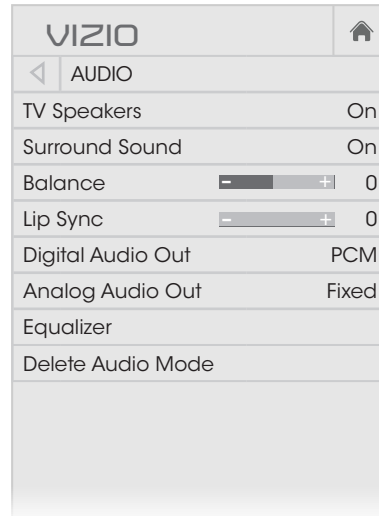 VIZIO
AUDIO
TV Speakers On
Surround Sound On
Balance - + 0
Lip Sync - + 0
Digital Audio Out PCM
Analog Audio Out Fixed
Equalizer
Delete Audio Mode